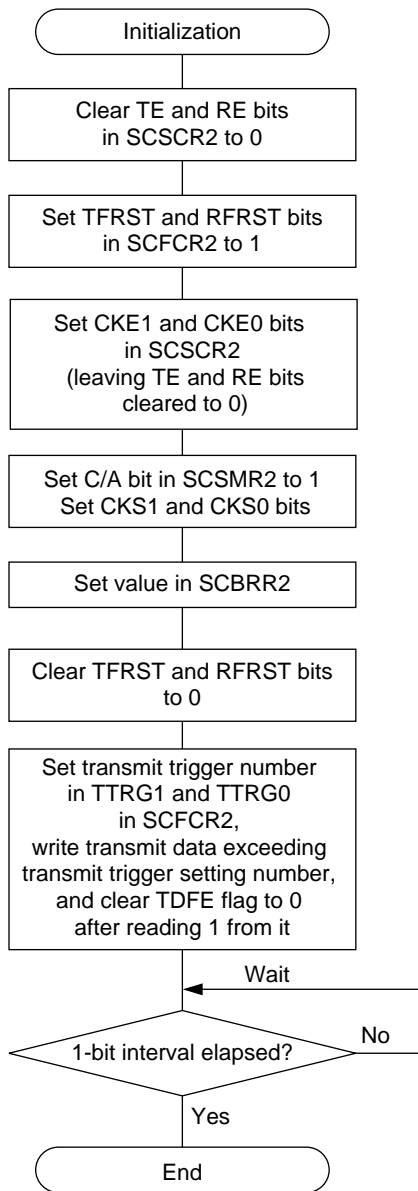 Initialization
Clear TE and RE bits
in SCSCR2 to 0
Set TFRST and RFRST bits
in SCFCR2 to 1
Set CKE1 and CKE0 bits
in SCSCR2
(leaving TE and RE bits
cleared to 0)
Set C/A bit in SCSMR2 to 1
Set CKS1 and CKS0 bits
Set value in SCBRR2
Clear TFRST and RFRST bits
to 0
Set transmit trigger number
in TTRG1 and TTRG0
in SCFCR2,
write transmit data exceeding
transmit trigger setting number,
and clear TDFE flag to 0
after reading 1 from it
Wait
1-bit interval elapsed?
No
Yes
End